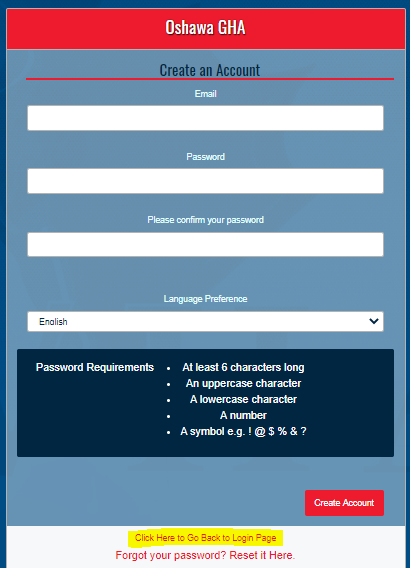 Oshawa GHA
Create an Account
Email
Password
Please confirm your password
Language Preference
English
Password Requirements
• At least 6 characters long
• An uppercase character
• A lowercase character
• A number
• A symbol e.g. ! @ $ % & ?
Create Account
Click Here to Go Back to Login Page
Forgot your password? Reset it Here.